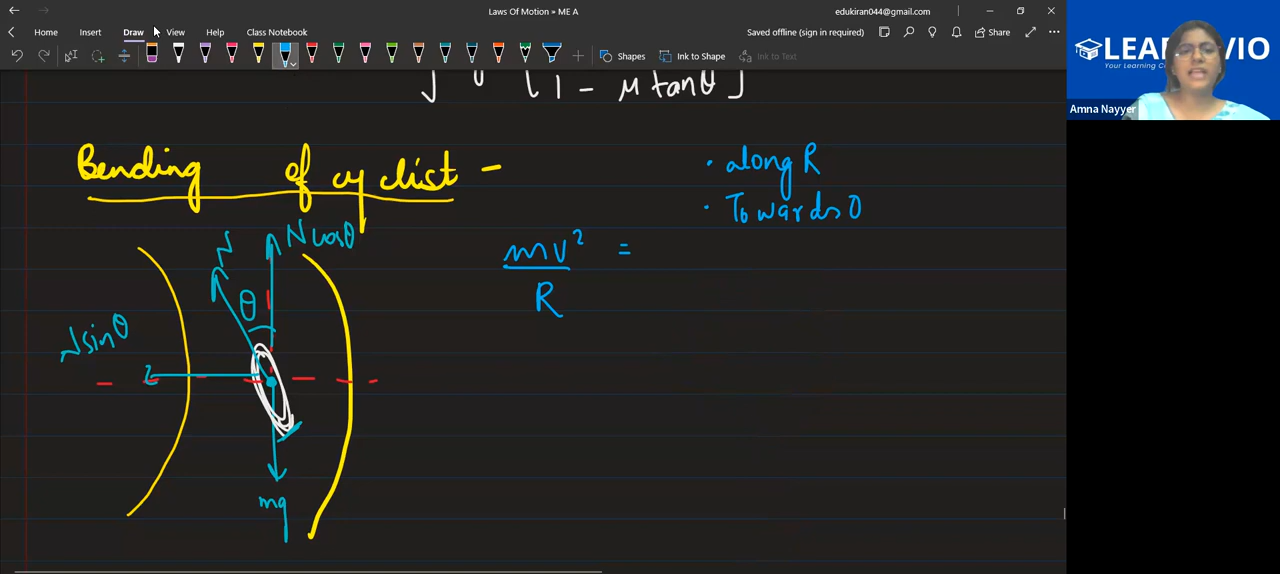 Laws Of Motion » ME A
edukiran044@gmail.com
Home Insert Draw View Help Class Notebook
Saved offline (sign in required)
Share
Shapes
Ink to Shape
Ink to Text
LEARN VIO
Your Learning
Amna Nayyer
[ 1 - μ tanθ ]
Bending of cyclist -
· along R
· Towards O
N
N cosθ
θ
N sinθ
mg
mv² =
R